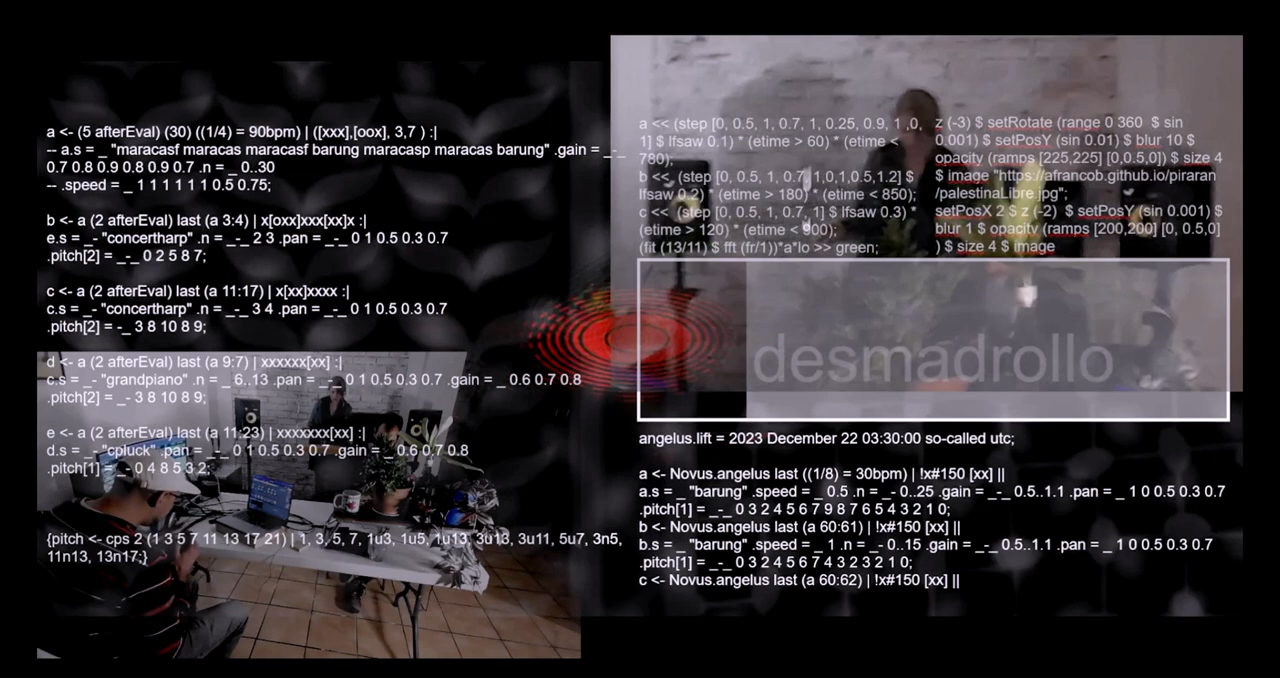 a <- (5 afterEval) (30) ((1/4) = 90bpm) | ([xxx],[oox], 3,7 ) :|
-- a.s = _ "maracasf maracas maracasf barung maracasp maracas barung" .gain = _-_
0.7 0.8 0.9 0.8 0.9 0.7 .n = _ 0..30
-- .speed = _ 1 1 1 1 1 1 0.5 0.75;
b <- a (2 afterEval) last (a 3:4) | x[oxx]xxx[xx]x :|
e.s = _- "concertharp" .n = _-_ 2 3 .pan = _-_ 0 1 0.5 0.3 0.7
.pitch[2] = _-_ 0 2 5 8 7;
c <- a (2 afterEval) last (a 11:17) | x[xx]xxxx :|
c.s = _- "concertharp" .n = _-_ 3 4 .pan = _-_ 0 1 0.5 0.3 0.7
.pitch[2] = -_ 3 8 10 8 9;
d <- a (2 afterEval) last (a 9:7) | xxxxxx[xx] :|
c.s = _- "grandpiano" .n = _ 6..13 .pan = _-_ 0 1 0.5 0.3 0.7 .gain = _ 0.6 0.7 0.8
.pitch[2] = _- 3 8 10 8 9;
e <- a (2 afterEval) last (a 11:23) | xxxxxxx[xx] :|
d.s = _- "cpluck" .pan = _-_ 0 1 0.5 0.3 0.7 .gain = _ 0.6 0.7 0.8
.pitch[1] = _- 0 4 8 5 3 2;
{pitch <- cps 2 (1 3 5 7 11 13 17 21) | 1, 3, 5, 7, 1u3, 1u5, 1u13, 3u13, 3u11, 5u7, 3n5,
11n13, 13n17;}
a << (step [0, 0.5, 1, 0.7, 1, 0.25, 0.9, 1 ,0,
1] $ lfsaw 0.1) * (etime > 60) * (etime <
780);
b << (step [0, 0.5, 1, 0.7, 1,0,1,0.5,1.2] $
lfsaw 0.2) * (etime > 180) * (etime < 850);
c << (step [0, 0.5, 1, 0.7, 1] $ lfsaw 0.3) *
(etime > 120) * (etime < 900);
(fit (13/11) $ fft (fr/1))*a*lo >> green;
z (-3) $ setRotate (range 0 360 $ sin
0.001) $ setPosY (sin 0.01) $ blur 10 $
opacity (ramps [225,225] [0,0.5,0]) $ size 4
$ image "https://afrancob.github.io/piraran
/palestinaLibre.jpg";
setPosX 2 $ z (-2) $ setPosY (sin 0.001) $
blur 1 $ opacity (ramps [200,200] [0, 0.5,0]
) $ size 4 $ image
desmadrollo
angelus.lift = 2023 December 22 03:30:00 so-called utc;
a <- Novus.angelus last ((1/8) = 30bpm) | !x#150 [xx] ||
a.s = _ "barung" .speed = _ 0.5 .n = _- 0..25 .gain = _-_ 0.5..1.1 .pan = _ 1 0 0.5 0.3 0.7
.pitch[1] = _-_ 0 3 2 4 5 6 7 9 8 7 6 5 4 3 2 1 0;
b <- Novus.angelus last (a 60:61) | !x#150 [xx] ||
b.s = _ "barung" .speed = _ 1 .n = _- 0..15 .gain = _-_ 0.5..1.1 .pan = _ 1 0 0.5 0.3 0.7
.pitch[1] = _-_ 0 3 2 4 5 6 7 4 3 2 3 2 1 0;
c <- Novus.angelus last (a 60:62) | !x#150 [xx] ||